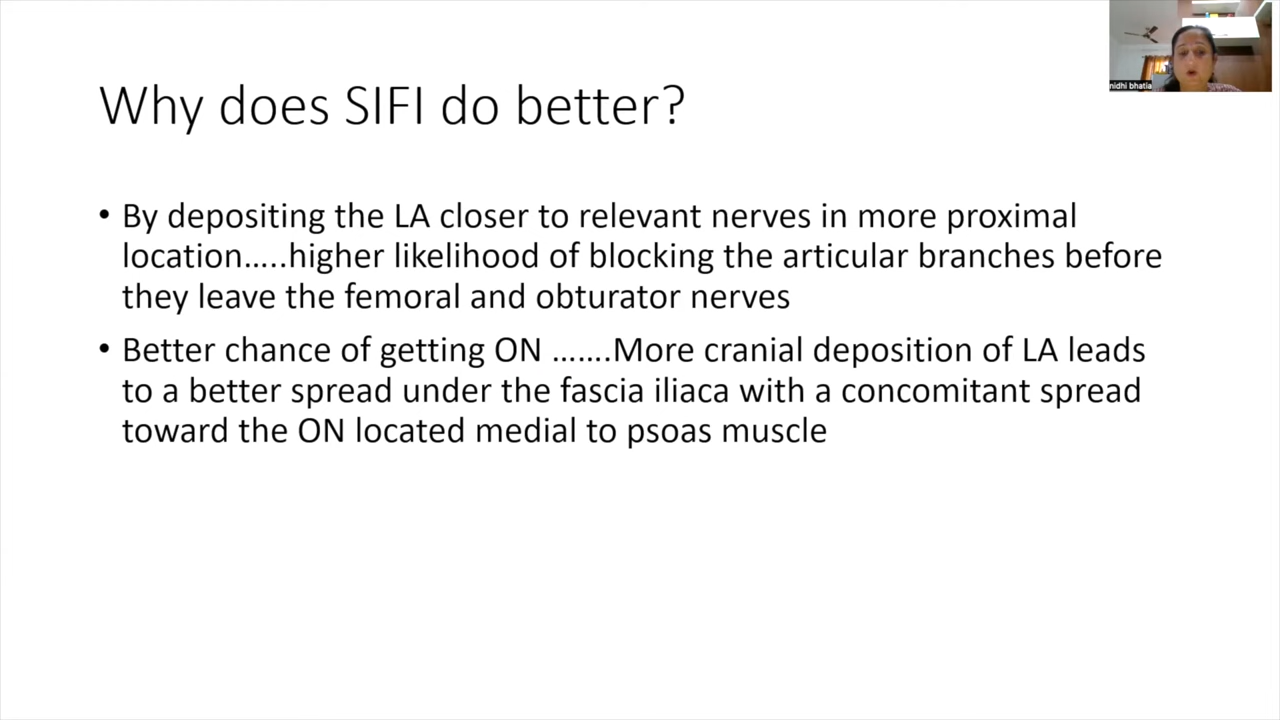 Why does SIFI do better?
• By depositing the LA closer to relevant nerves in more proximal
location…..higher likelihood of blocking the articular branches before
they leave the femoral and obturator nerves
• Better chance of getting ON …….More cranial deposition of LA leads
to a better spread under the fascia iliaca with a concomitant spread
toward the ON located medial to psoas muscle
nidhi bhatia